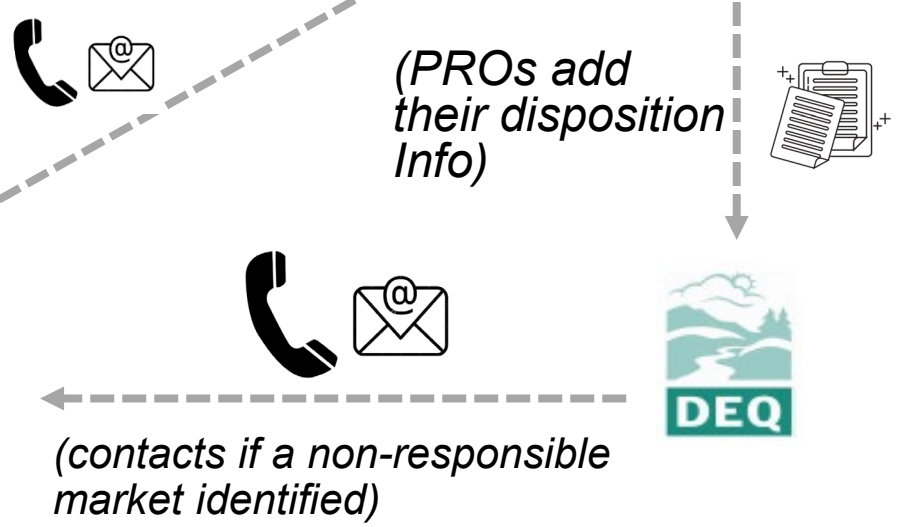 @
(PROs add
their disposition
Info)
@
DEQ
(contacts if a non-responsible
market identified)